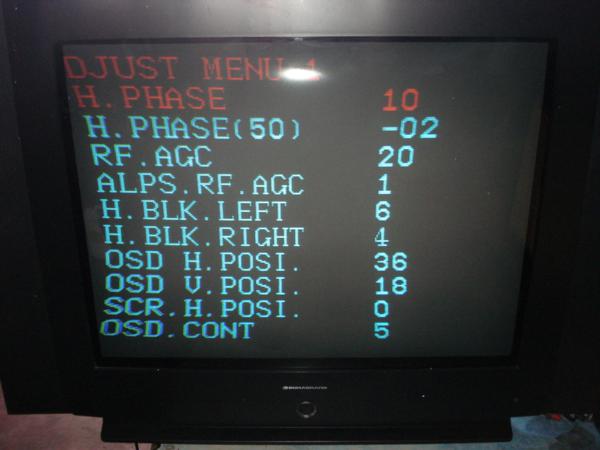 DJUST MENU 1
H.PHASE 10
H.PHASE(50) -02
RF.AGC 20
ALPS.RF.AGC 1
H.BLK.LEFT 6
H.BLK.RIGHT 4
OSD H.POSI. 36
OSD V.POSI. 18
SCR.H.POSI. 0
OSD.CONT 5